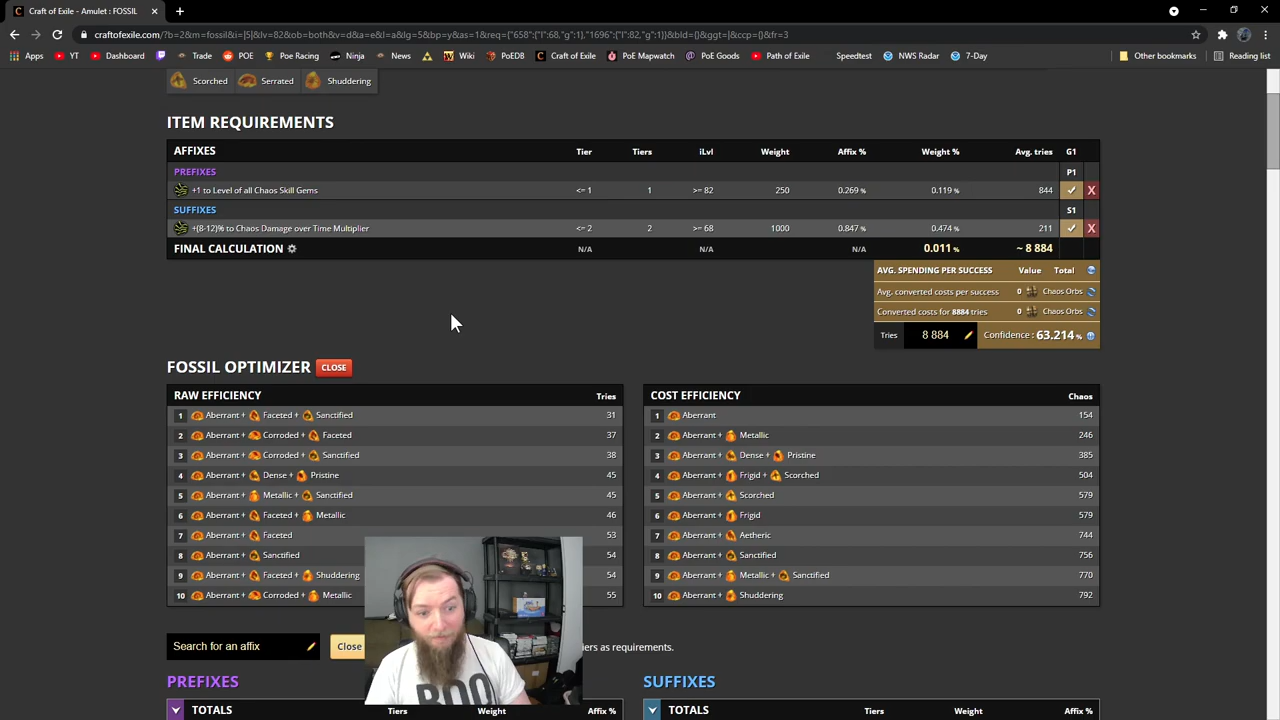 Craft of Exile - Amulet : FOSSIL
craftofexile.com/?b=2&m=fossil&i=[5]&lv=82&ob=both&v=d&a=e&l=a&lg=5&bp=y&as=1&req={"658":{"l":68,"g":1},"1696":{"l":82,"g":1}}&bld={}&ggt=|&ccp={}&fr=3
Apps YT Dashboard Trade POE Poe Racing Ninja News Wiki PoEDB Craft of Exile PoE Mapwatch PoE Goods Path of Exile Speedtest NWS Radar 7-Day Other bookmarks Reading list
Scorched Serrated Shuddering
ITEM REQUIREMENTS
AFFIXES Tier Tiers iLvl Weight Affix % Weight % Avg. tries G1
PREFIXES P1
+1 to Level of all Chaos Skill Gems <= 1 1 >= 82 250 0.269 % 0.119 % 844 X
SUFFIXES S1
+(8-12)% to Chaos Damage over Time Multiplier <= 2 2 >= 68 1000 0.847 % 0.474 % 211 X
FINAL CALCULATION N/A N/A N/A 0.011 % ~ 8 884
AVG. SPENDING PER SUCCESS Value Total
Avg. converted costs per success 0 Chaos Orbs
Converted costs for 8884 tries 0 Chaos Orbs
Tries 8 884 Confidence : 63.214 %
FOSSIL OPTIMIZER CLOSE
RAW EFFICIENCY Tries
1 Aberrant + Faceted + Sanctified 31
2 Aberrant + Corroded + Faceted 37
3 Aberrant + Corroded + Sanctified 38
4 Aberrant + Dense + Pristine 45
5 Aberrant + Metallic + Sanctified 45
6 Aberrant + Faceted + Metallic 46
7 Aberrant + Faceted 53
8 Aberrant + Sanctified 54
9 Aberrant + Faceted + Shuddering 54
10 Aberrant + Corroded + Metallic 55
COST EFFICIENCY Chaos
1 Aberrant 154
2 Aberrant + Metallic 246
3 Aberrant + Dense + Pristine 385
4 Aberrant + Frigid + Scorched 504
5 Aberrant + Scorched 579
6 Aberrant + Frigid 579
7 Aberrant + Aetheric 744
8 Aberrant + Sanctified 756
9 Aberrant + Metallic + Sanctified 770
10 Aberrant + Shuddering 792
Search for an affix Close iers as requirements.
PREFIXES
TOTALS Tiers Weight Affix %
SUFFIXES
TOTALS Tiers Weight Affix %
BOO